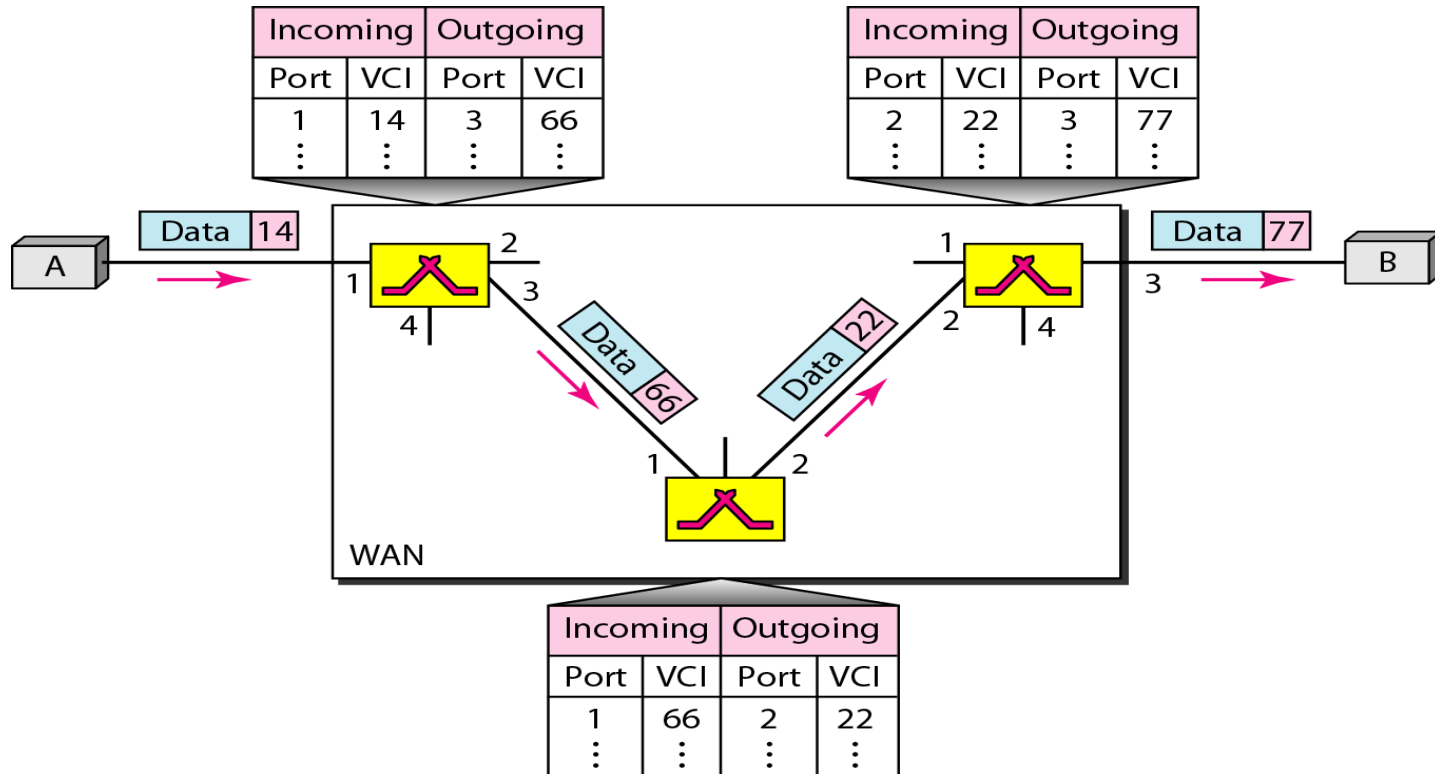 Incoming Outgoing
Port VCI Port VCI
1 14 3 66
⋮ ⋮ ⋮ ⋮
Incoming Outgoing
Port VCI Port VCI
2 22 3 77
⋮ ⋮ ⋮ ⋮
Data 14
A
1
2
3
4
Data 66
Data 22
1
2
4
3
Data 77
B
1
2
WAN
Incoming Outgoing
Port VCI Port VCI
1 66 2 22
⋮ ⋮ ⋮ ⋮